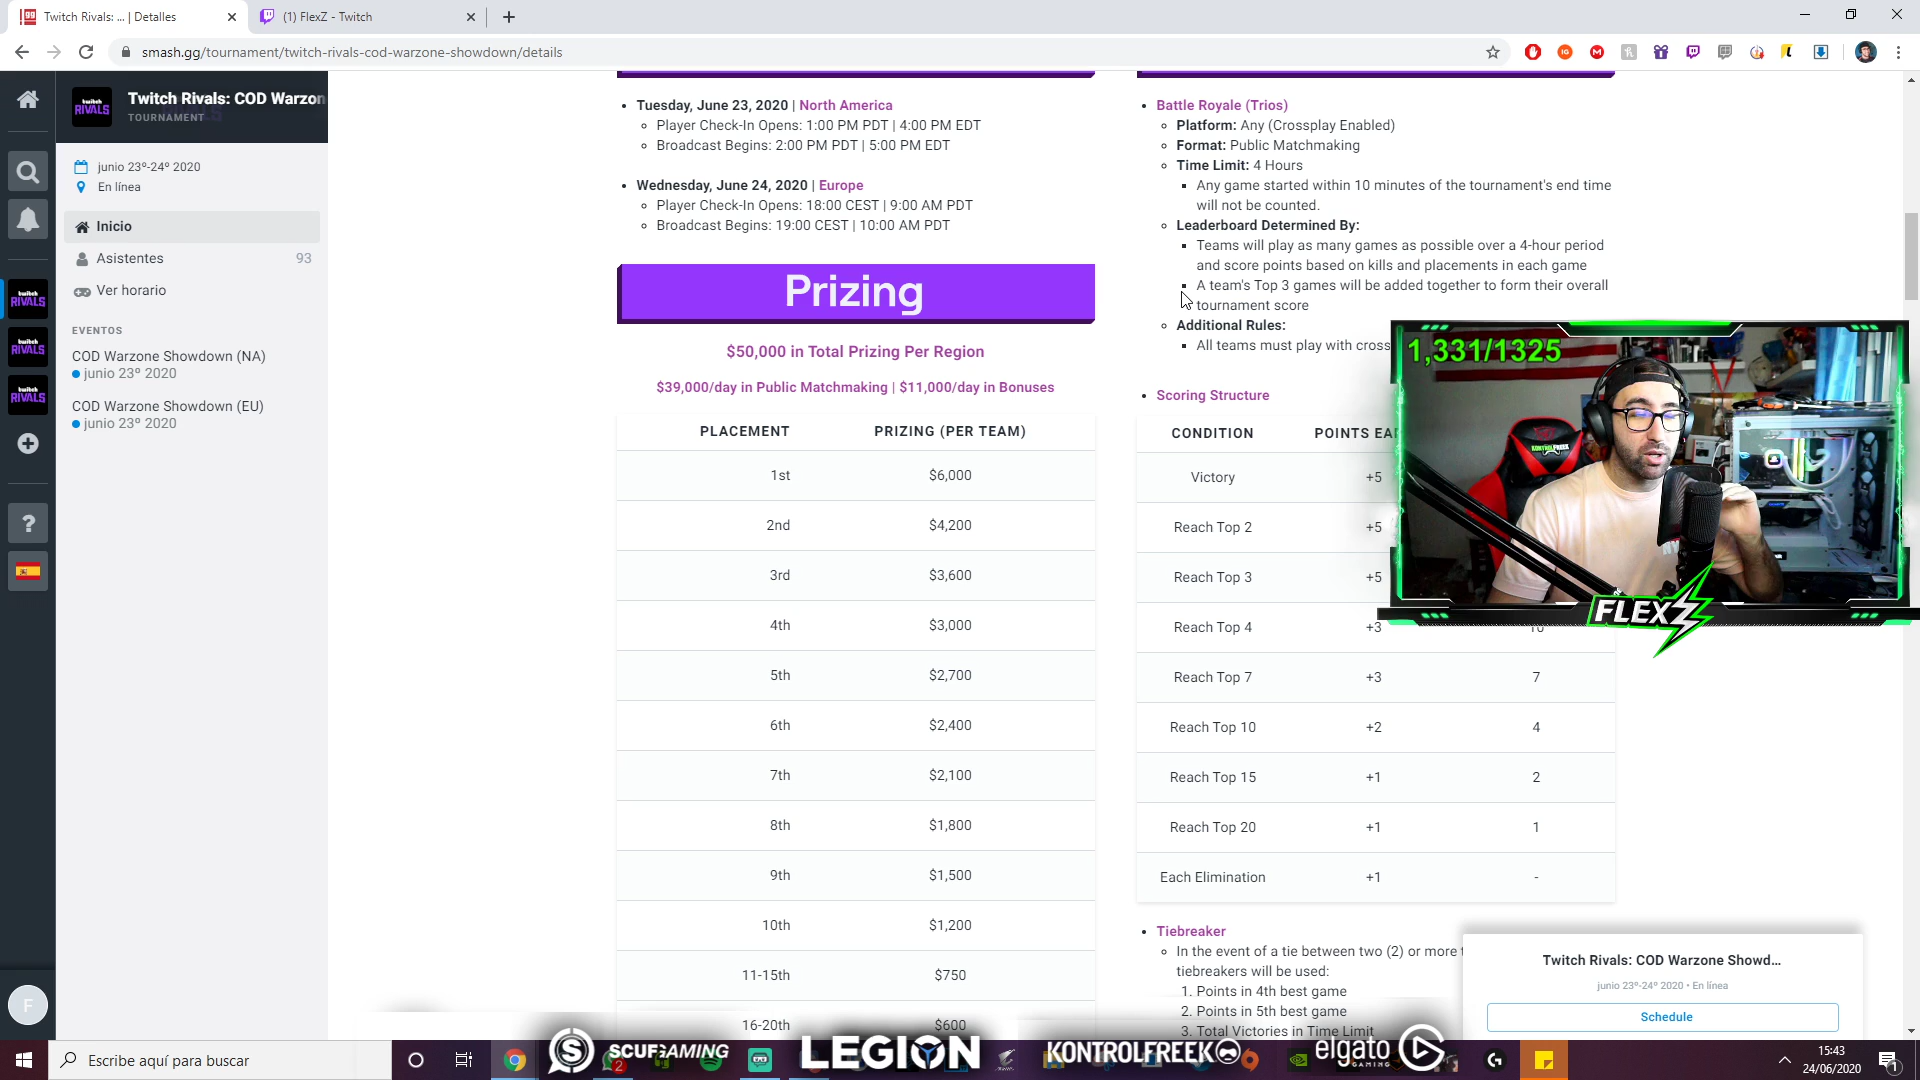 Twitch Rivals: ... | Detalles
(1) FlexZ - Twitch
smash.gg/tournament/twitch-rivals-cod-warzone-showdown/details
twitch RIVALS
Twitch Rivals: COD Warzon
TOURNAMENT
junio 23º-24º 2020
En línea
Inicio
Asistentes 93
Ver horario
EVENTOS
COD Warzone Showdown (NA)
junio 23º 2020
COD Warzone Showdown (EU)
junio 23º 2020
twitch RIVALS
twitch RIVALS
twitch RIVALS
?
F
Tuesday, June 23, 2020 | North America
Player Check-In Opens: 1:00 PM PDT | 4:00 PM EDT
Broadcast Begins: 2:00 PM PDT | 5:00 PM EDT
Wednesday, June 24, 2020 | Europe
Player Check-In Opens: 18:00 CEST | 9:00 AM PDT
Broadcast Begins: 19:00 CEST | 10:00 AM PDT
Prizing
$50,000 in Total Prizing Per Region
$39,000/day in Public Matchmaking | $11,000/day in Bonuses
PLACEMENT PRIZING (PER TEAM)
1st $6,000
2nd $4,200
3rd $3,600
4th $3,000
5th $2,700
6th $2,400
7th $2,100
8th $1,800
9th $1,500
10th $1,200
11-15th $750
16-20th $600
Battle Royale (Trios)
Platform: Any (Crossplay Enabled)
Format: Public Matchmaking
Time Limit: 4 Hours
Any game started within 10 minutes of the tournament's end time
will not be counted.
Leaderboard Determined By:
Teams will play as many games as possible over a 4-hour period
and score points based on kills and placements in each game
A team's Top 3 games will be added together to form their overall
tournament score
Additional Rules:
All teams must play with cross
Scoring Structure
CONDITION POINTS EA
Victory +5
Reach Top 2 +5
Reach Top 3 +5
Reach Top 4 +3 10
Reach Top 7 +3 7
Reach Top 10 +2 4
Reach Top 15 +1 2
Reach Top 20 +1 1
Each Elimination +1 -
Tiebreaker
In the event of a tie between two (2) or more
tiebreakers will be used:
1. Points in 4th best game
2. Points in 5th best game
3. Total Victories in Time Limit
1,331/1325
KONTROLFREEK
FLEXZ
Twitch Rivals: COD Warzone Showd...
junio 23º-24º 2020 • En línea
Schedule
Escribe aquí para buscar
SCUFGAMING
LEGION
KONTROLFREEK
elgato GAMING
15:43
24/06/2020